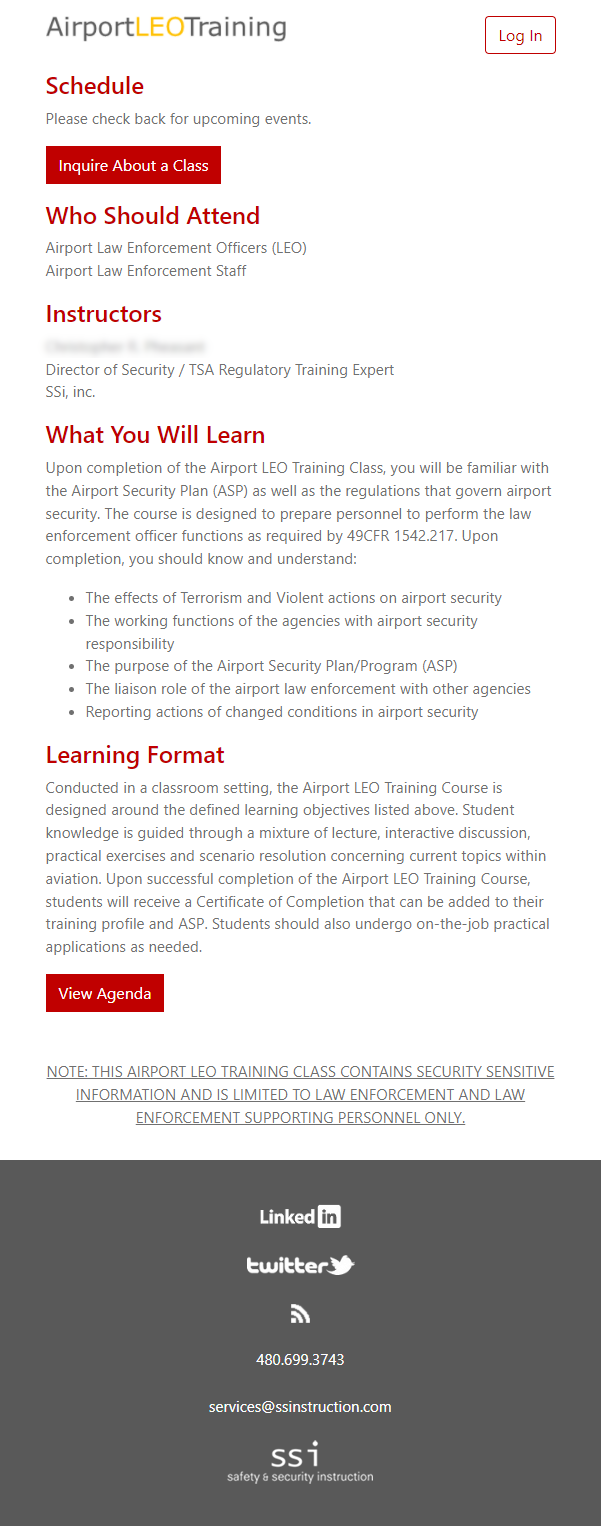 AirportLEOTraining
Log In
Schedule
Please check back for upcoming events.
Inquire About a Class
Who Should Attend
Airport Law Enforcement Officers (LEO)
Airport Law Enforcement Staff
Instructors
Director of Security / TSA Regulatory Training Expert
SSi, inc.
What You Will Learn
Upon completion of the Airport LEO Training Class, you will be familiar with
the Airport Security Plan (ASP) as well as the regulations that govern airport
security. The course is designed to prepare personnel to perform the law
enforcement officer functions as required by 49CFR 1542.217. Upon
completion, you should know and understand:
• The effects of Terrorism and Violent actions on airport security
• The working functions of the agencies with airport security
responsibility
• The purpose of the Airport Security Plan/Program (ASP)
• The liaison role of the airport law enforcement with other agencies
• Reporting actions of changed conditions in airport security
Learning Format
Conducted in a classroom setting, the Airport LEO Training Course is
designed around the defined learning objectives listed above. Student
knowledge is guided through a mixture of lecture, interactive discussion,
practical exercises and scenario resolution concerning current topics within
aviation. Upon successful completion of the Airport LEO Training Course,
students will receive a Certificate of Completion that can be added to their
training profile and ASP. Students should also undergo on-the-job practical
applications as needed.
View Agenda
NOTE: THIS AIRPORT LEO TRAINING CLASS CONTAINS SECURITY SENSITIVE
INFORMATION AND IS LIMITED TO LAW ENFORCEMENT AND LAW
ENFORCEMENT SUPPORTING PERSONNEL ONLY.
Linked in
twitter
480.699.3743
services@ssinstruction.com
ssi
safety & security instruction